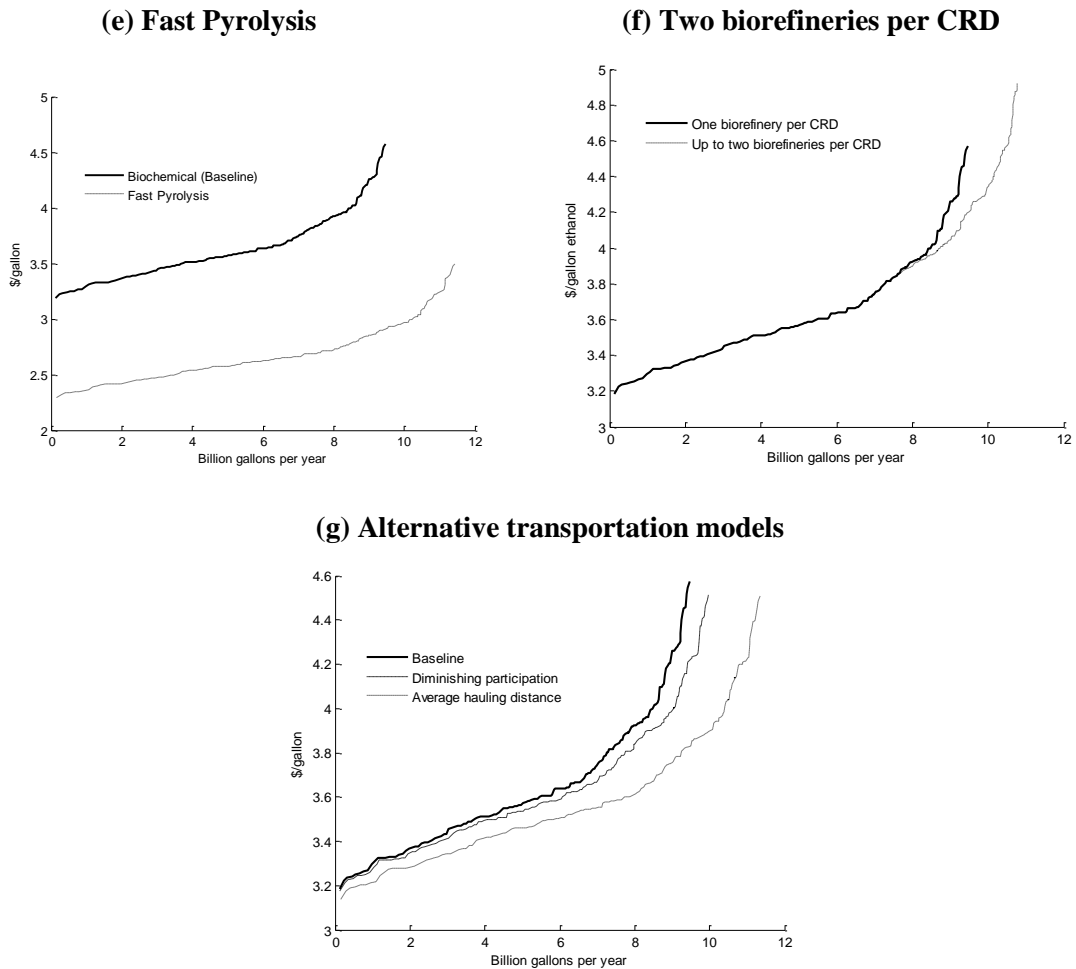 (e) Fast Pyrolysis
5
4.5
4
3.5
3
2.5
2
$/gallon
Biochemical (Baseline)
Fast Pyrolysis
0 2 4 6 8 10 12
Billion gallons per year
(f) Two biorefineries per CRD
5
4.8
4.6
4.4
4.2
4
3.8
3.6
3.4
3.2
3
$/gallon ethanol
One biorefinery per CRD
Up to two biorefineries per CRD
0 2 4 6 8 10 12
Billion gallons per year
(g) Alternative transportation models
4.6
4.4
4.2
4
3.8
3.6
3.4
3.2
3
$/gallon
Baseline
Diminishing participation
Average hauling distance
0 2 4 6 8 10 12
Billion gallons per year